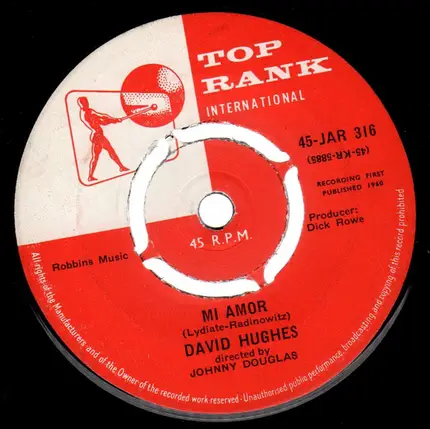 TOP
RANK
INTERNATIONAL
45-JAR 316
(45-KR-5885)
RECORDING FIRST
PUBLISHED 1960
Producer:
Dick Rowe
Robbins Music
45 R.P.M.
MI AMOR
(Lydiate-Radinowitz)
DAVID HUGHES
directed by
JOHNNY DOUGLAS
All rights of the Manufacturers and of the Owner of the recorded work reserved - Unauthorised public performance, broadcasting and copying of this record prohibited